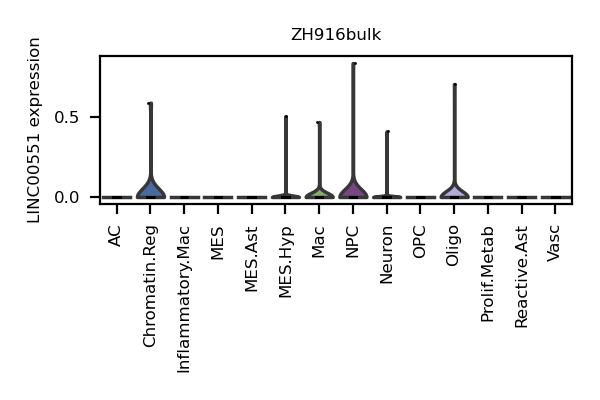 ZH916bulk
LINC00551 expression
0.5
0.0
AC
Chromatin.Reg
Inflammatory.Mac
MES
MES.Ast
MES.Hyp
Mac
NPC
Neuron
OPC
Oligo
Prolif.Metab
Reactive.Ast
Vasc